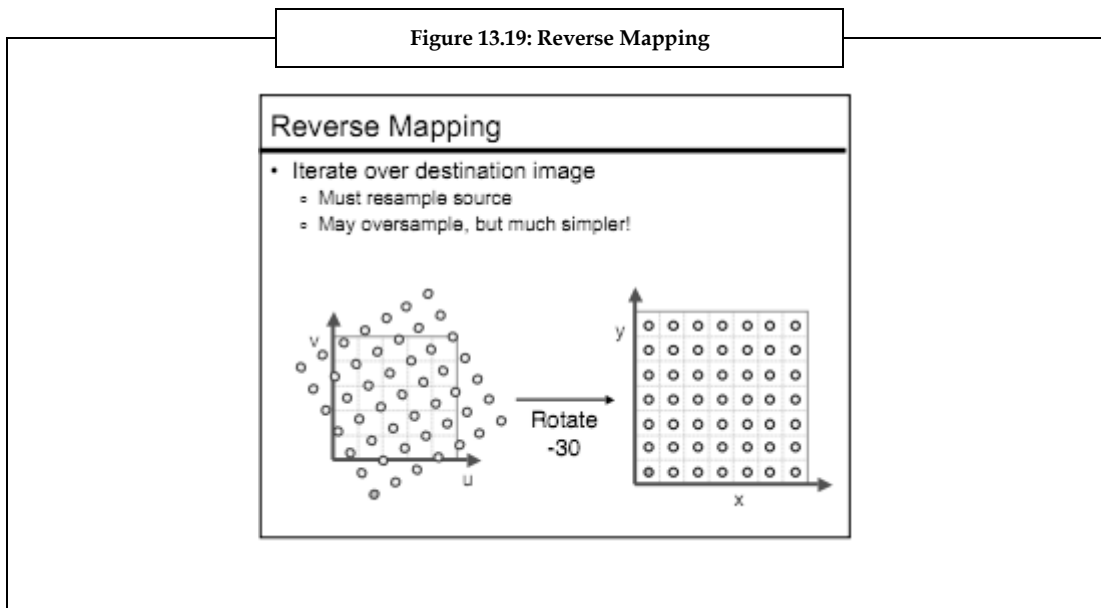 Figure 13.19: Reverse Mapping
Reverse Mapping
• Iterate over destination image
∘ Must resample source
∘ May oversample, but much simpler!
v
u
Rotate
-30
y
x